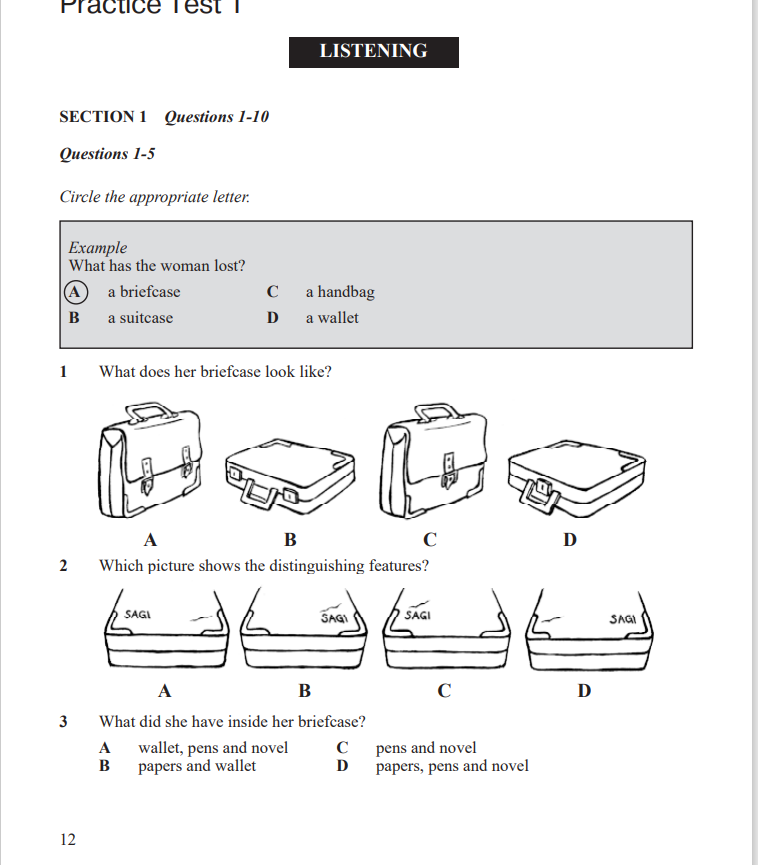 Practice Test 1
LISTENING
SECTION 1 Questions 1-10
Questions 1-5
Circle the appropriate letter.
Example
What has the woman lost?
A a briefcase C a handbag
B a suitcase D a wallet
1 What does her briefcase look like?
A B C D
2 Which picture shows the distinguishing features?
SAGI SAGI SAGI SAGI
A B C D
3 What did she have inside her briefcase?
A wallet, pens and novel C pens and novel
B papers and wallet D papers, pens and novel
12